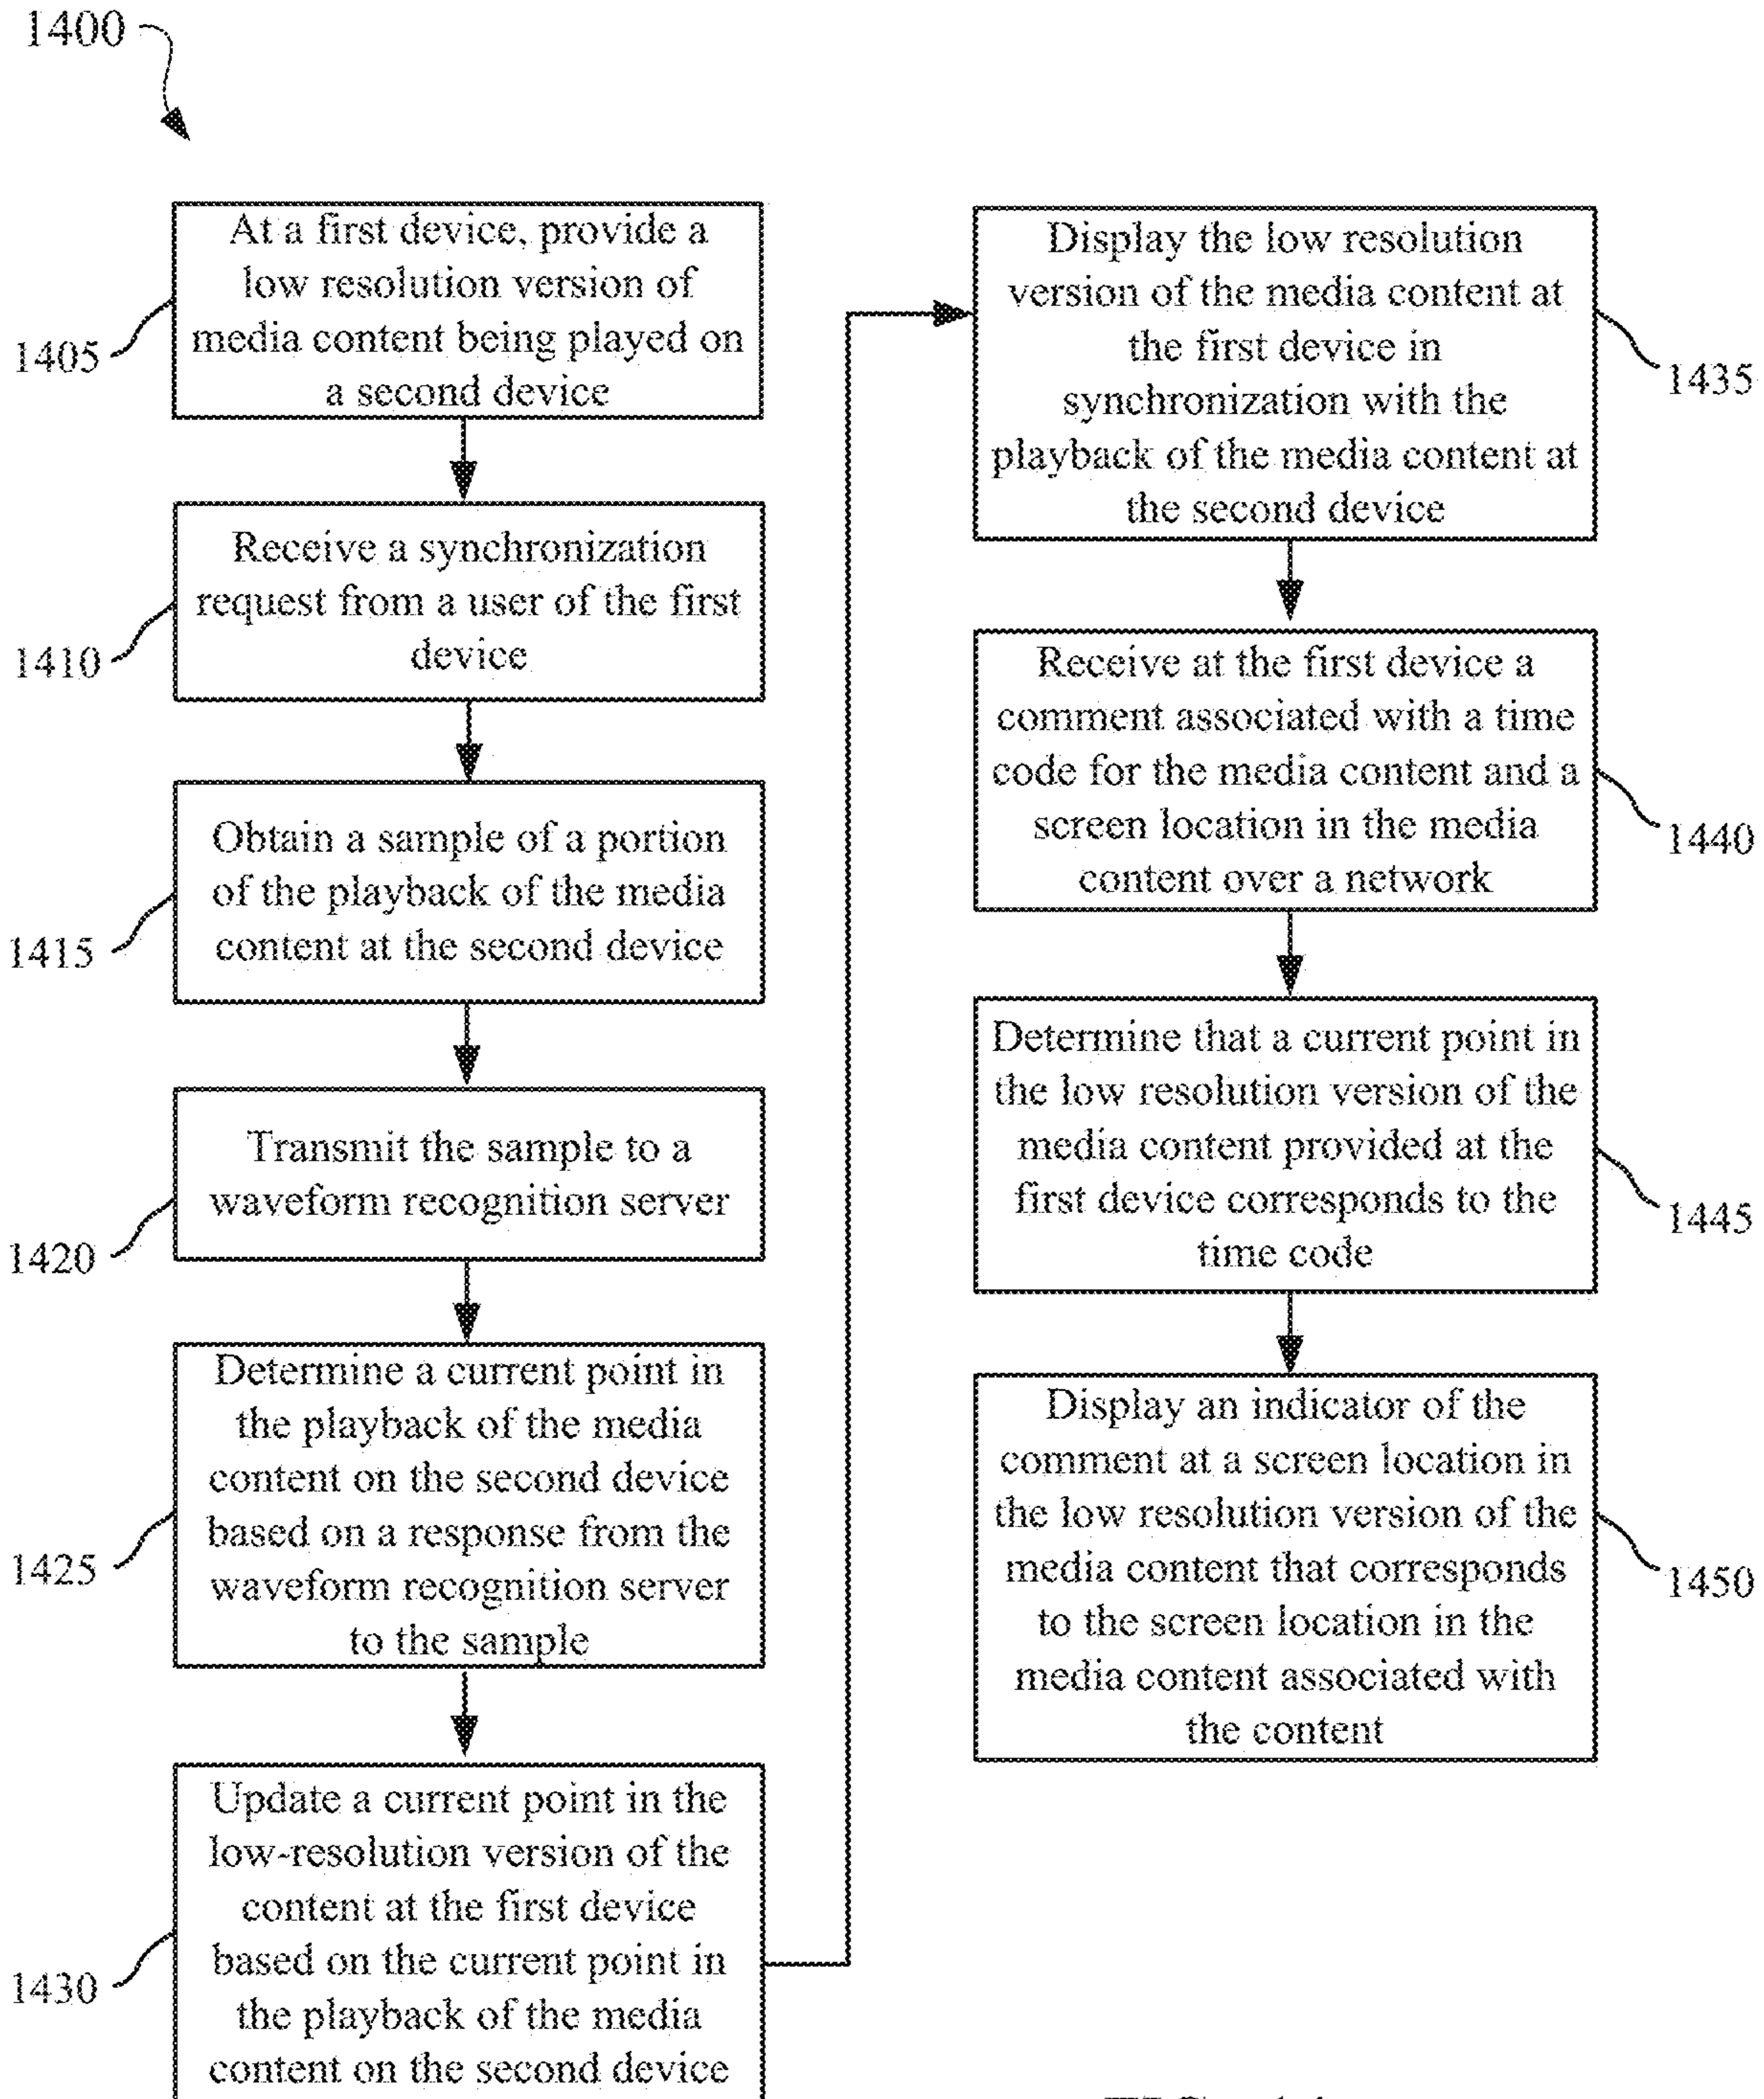 1400
At a first device, provide a
low resolution version of
media content being played on
a second device
1405
Receive a synchronization
request from a user of the first
device
1410
Obtain a sample of a portion
of the playback of the media
content at the second device
1415
Transmit the sample to a
waveform recognition server
1420
Determine a current point in
the playback of the media
content on the second device
based on a response from the
waveform recognition server
to the sample
1425
Update a current point in the
low-resolution version of the
content at the first device
based on the current point in
the playback of the media
content on the second device
1430
Display the low resolution
version of the media content at
the first device in
synchronization with the
playback of the media content at
the second device
1435
Receive at the first device a
comment associated with a time
code for the media content and a
screen location in the media
content over a network
1440
Determine that a current point in
the low resolution version of the
media content provided at the
first device corresponds to the
time code
1445
Display an indicator of the
comment at a screen location in
the low resolution version of the
media content that corresponds
to the screen location in the
media content associated with
the content
1450